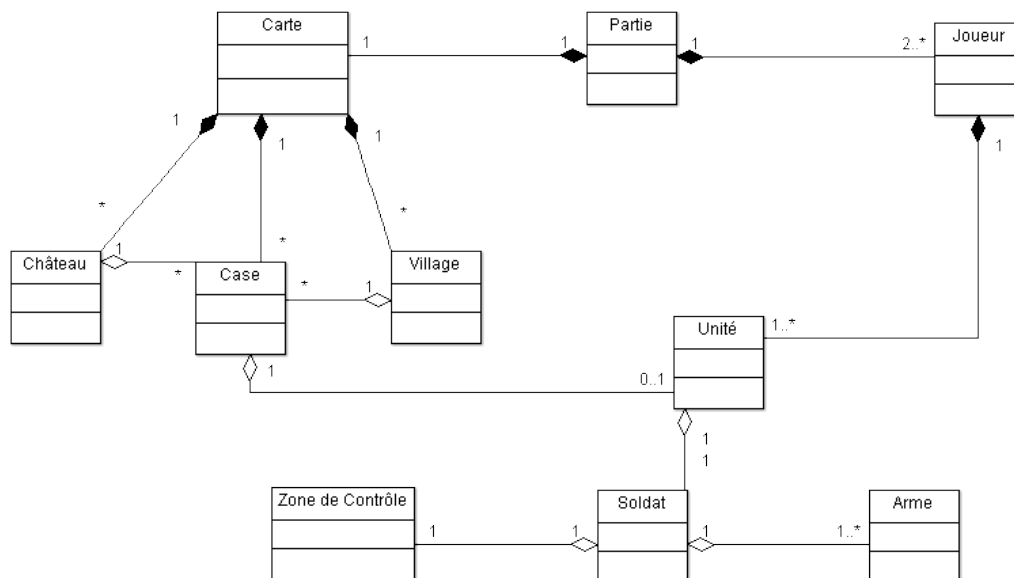 Carte
Partie
Joueur
1
1
1
2..*
1
1
1
1
*
*
*
Château
1
*
Case
*
1
Village
Unité
1..*
1
0..1
1
1
Zone de Contrôle
Soldat
Arme
1
1
1
1..*